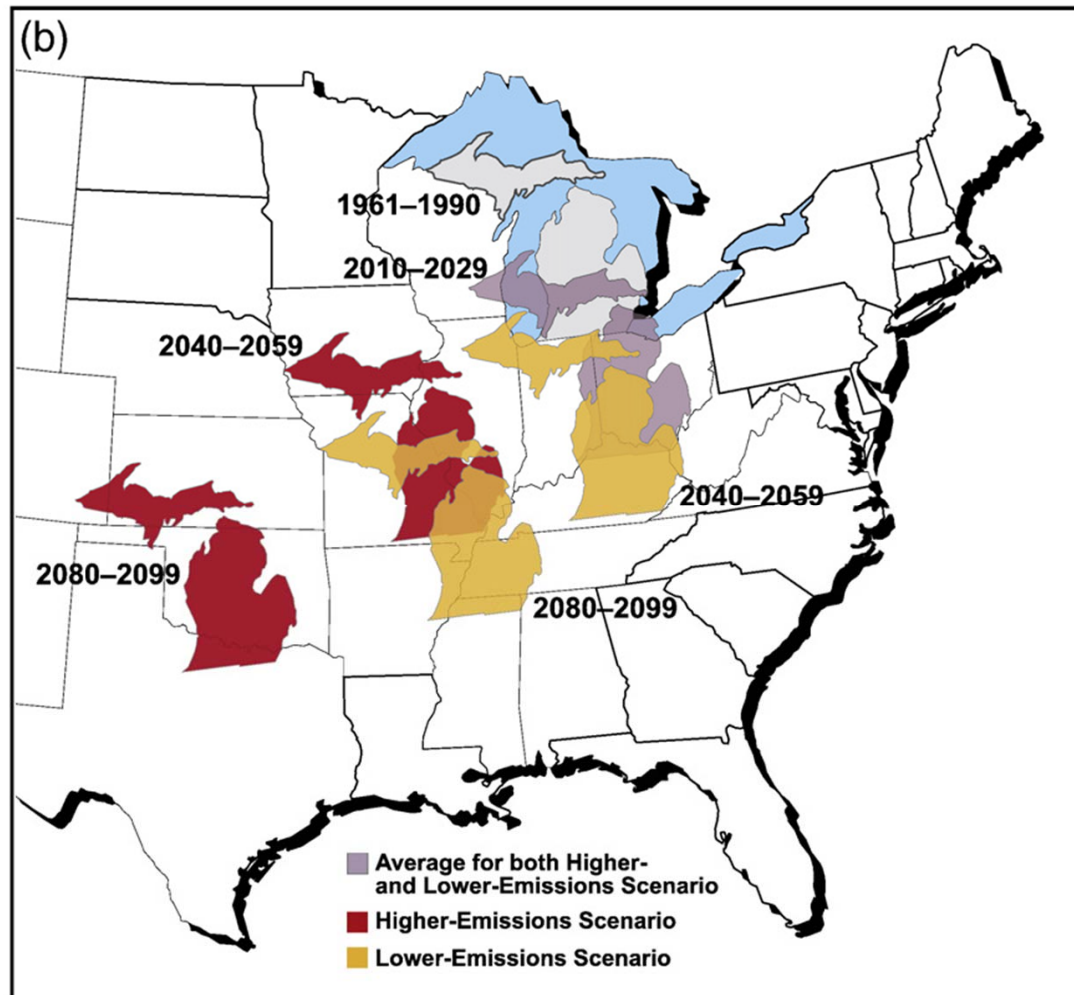 (b)
1961–1990
2010–2029
2040–2059
2040–2059
2080–2099
2080–2099
Average for both Higher-
and Lower-Emissions Scenario
Higher-Emissions Scenario
Lower-Emissions Scenario